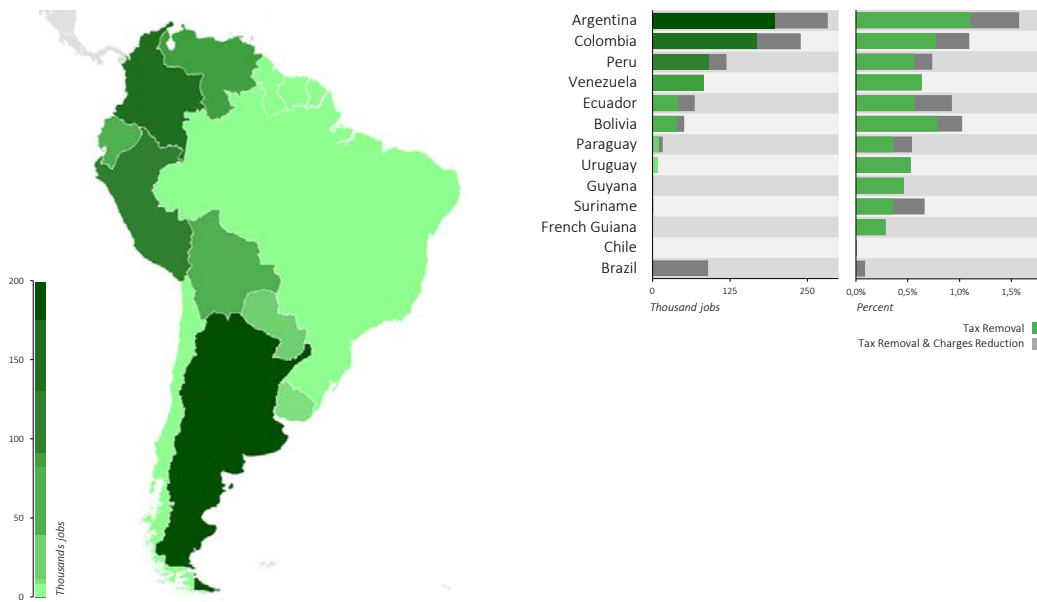 Argentina
Colombia
Peru
Venezuela
Ecuador
Bolivia
Paraguay
Uruguay
Guyana
Suriname
French Guiana
Chile
Brazil
0 125 250
Thousand jobs
0,0% 0,5% 1,0% 1,5%
Percent
Tax Removal
Tax Removal & Charges Reduction
200
150
100
50
0
Thousands jobs